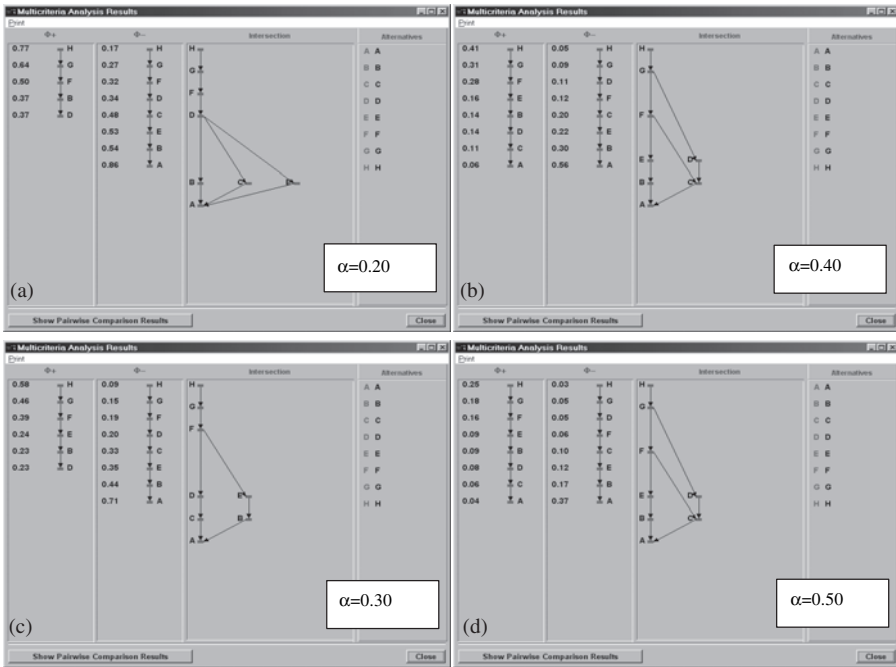 Multicriteria Analysis Results
Print
Φ+ Φ− Intersection Alternatives
0.77 H 0.17 H H A A
0.64 G 0.27 G G B B
0.50 F 0.32 F F C C
0.37 B 0.34 D D D D
0.37 D 0.48 C E E
0.53 E F F
0.54 B G G
0.86 A H H
B C
A
(a)
α=0.20
Show Pairwise Comparison Results Close
Multicriteria Analysis Results
Print
Φ+ Φ− Intersection Alternatives
0.41 H 0.05 H H A A
0.31 G 0.09 G G B B
0.28 F 0.11 D C C
0.16 E 0.12 F D D
0.14 B 0.20 C F E E
0.14 D 0.22 E F F
0.11 C 0.30 B G G
0.06 A 0.56 A H H
E D
B C
A
(b)
α=0.40
Show Pairwise Comparison Results Close
Multicriteria Analysis Results
Print
Φ+ Φ− Intersection Alternatives
0.58 H 0.09 H H A A
0.46 G 0.15 G G B B
0.39 F 0.19 F F C C
0.24 E 0.20 D D D
0.23 B 0.33 C E E
0.23 D 0.35 E F F
0.44 B G G
0.71 A H H
D E
C B
A
(c)
α=0.30
Show Pairwise Comparison Results Close
Multicriteria Analysis Results
Print
Φ+ Φ− Intersection Alternatives
0.25 H 0.03 H H A A
0.18 G 0.05 G G B B
0.16 F 0.05 D C C
0.09 E 0.06 F D D
0.09 B 0.10 C F E E
0.08 D 0.12 E F F
0.06 C 0.17 B G G
0.04 A 0.37 A H H
E D
B C
A
(d)
α=0.50
Show Pairwise Comparison Results Close